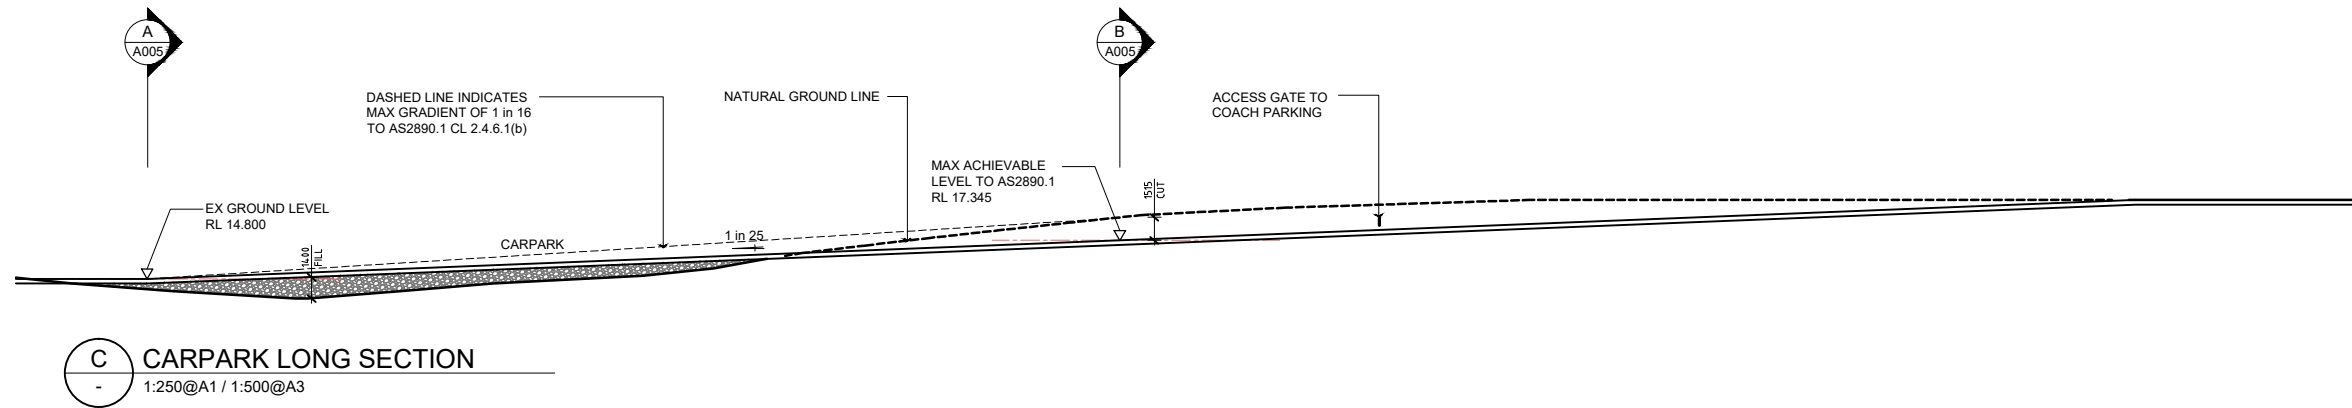 A
A005
B
A005
DASHED LINE INDICATES
MAX GRADIENT OF 1 in 16
TO AS2890.1 CL 2.4.6.1(b)
NATURAL GROUND LINE
ACCESS GATE TO
COACH PARKING
MAX ACHIEVABLE
LEVEL TO AS2890.1
RL 17.345
1515
CUT
EX GROUND LEVEL
RL 14.800
1400
FILL
CARPARK
1 in 25
C
-
CARPARK LONG SECTION
1:250@A1 / 1:500@A3